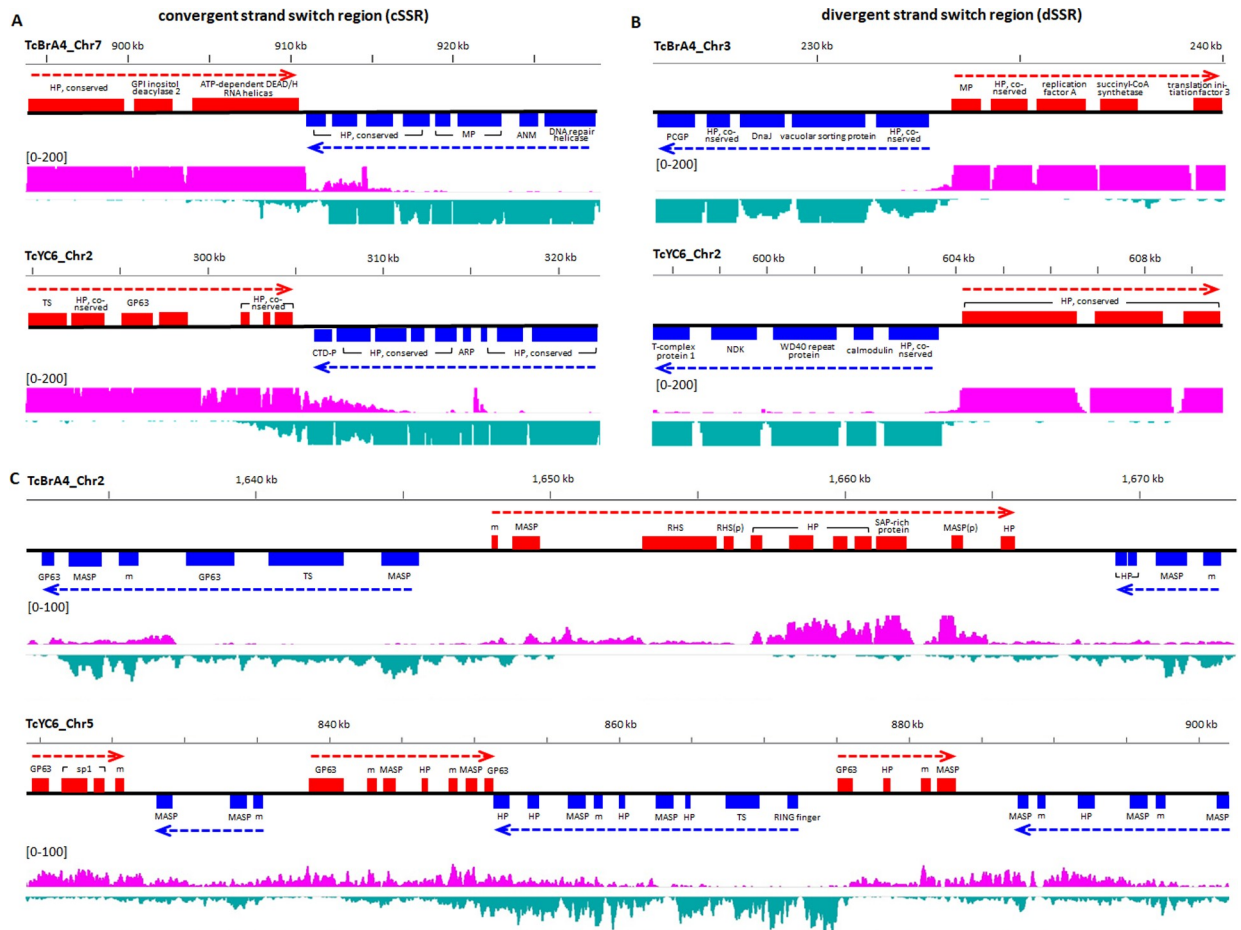 convergent strand switch region (cSSR)
divergent strand switch region (dSSR)
A
TcBrA4_Chr7
900 kb
910 kb
920 kb
HP, conserved
GPI inositol
deacylase 2
ATP-dependent DEAD/H
RNA helicas
HP, conserved
MP
ANM
DNA repair
helicase
[0-200]
TcYC6_Chr2
300 kb
310 kb
320 kb
TS
HP, co-
nserved
GP63
HP, co-
nserved
CTD-P
HP, conserved
ARP
HP, conserved
[0-200]
B
TcBrA4_Chr3
230 kb
240 kb
MP
HP, co-
nserved
replication
factor A
succinyl-CoA
synthetase
translation ini-
tiationfactor 3
PCGP
HP, co-
nserved
DnaJ
vacuolar sorting protein
HP, co-
nserved
[0-200]
TcYC6_Chr2
600 kb
604 kb
608 kb
HP, conserved
T-complex
protein 1
NDK
WD40 repeat
protein
calmodulin
HP, co-
nserved
[0-200]
C
TcBrA4_Chr2
1,640 kb
1,650 kb
1,660 kb
1,670 kb
m
MASP
RHS
RHS(p)
HP
SAP-rich
protein
MASP(p)
HP
GP63
MASP
m
GP63
TS
MASP
HP
MASP
m
[0-100]
TcYC6_Chr5
840 kb
860 kb
880 kb
900 kb
GP63
sp1
m
GP63
m
MASP
HP
m
MASP
GP63
GP63
HP
m
MASP
MASP
MASP
m
HP
HP
MASP
m
HP
MASP
HP
TS
RING finger
MASP
m
HP
MASP
m
MASP
[0-100]